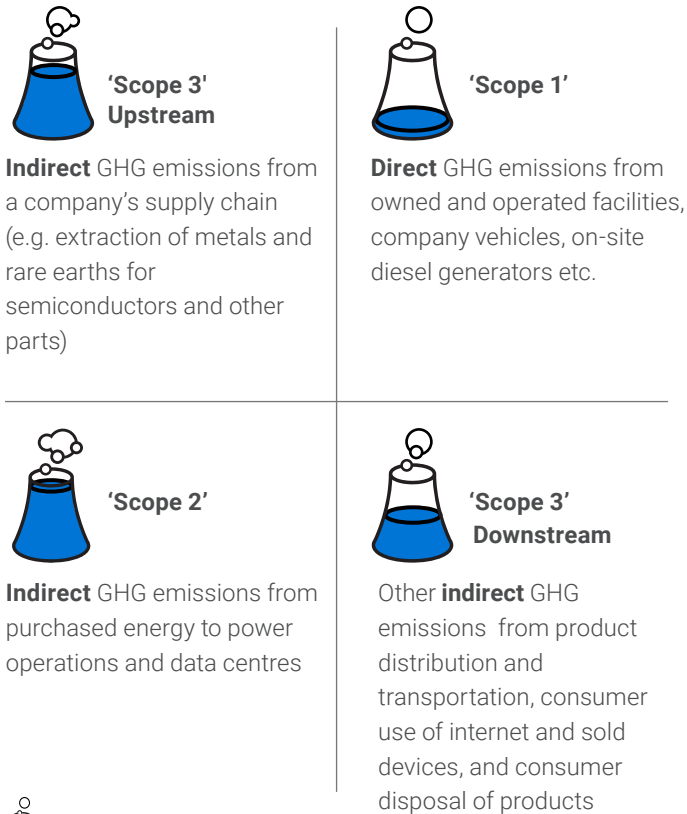 ‘Scope 3'
Upstream
Indirect GHG emissions from
a company’s supply chain
(e.g. extraction of metals and
rare earths for
semiconductors and other
parts)
‘Scope 1’
Direct GHG emissions from
owned and operated facilities,
company vehicles, on-site
diesel generators etc.
‘Scope 2’
Indirect GHG emissions from
purchased energy to power
operations and data centres
‘Scope 3’
Downstream
Other indirect GHG
emissions from product
distribution and
transportation, consumer
use of internet and sold
devices, and consumer
disposal of products